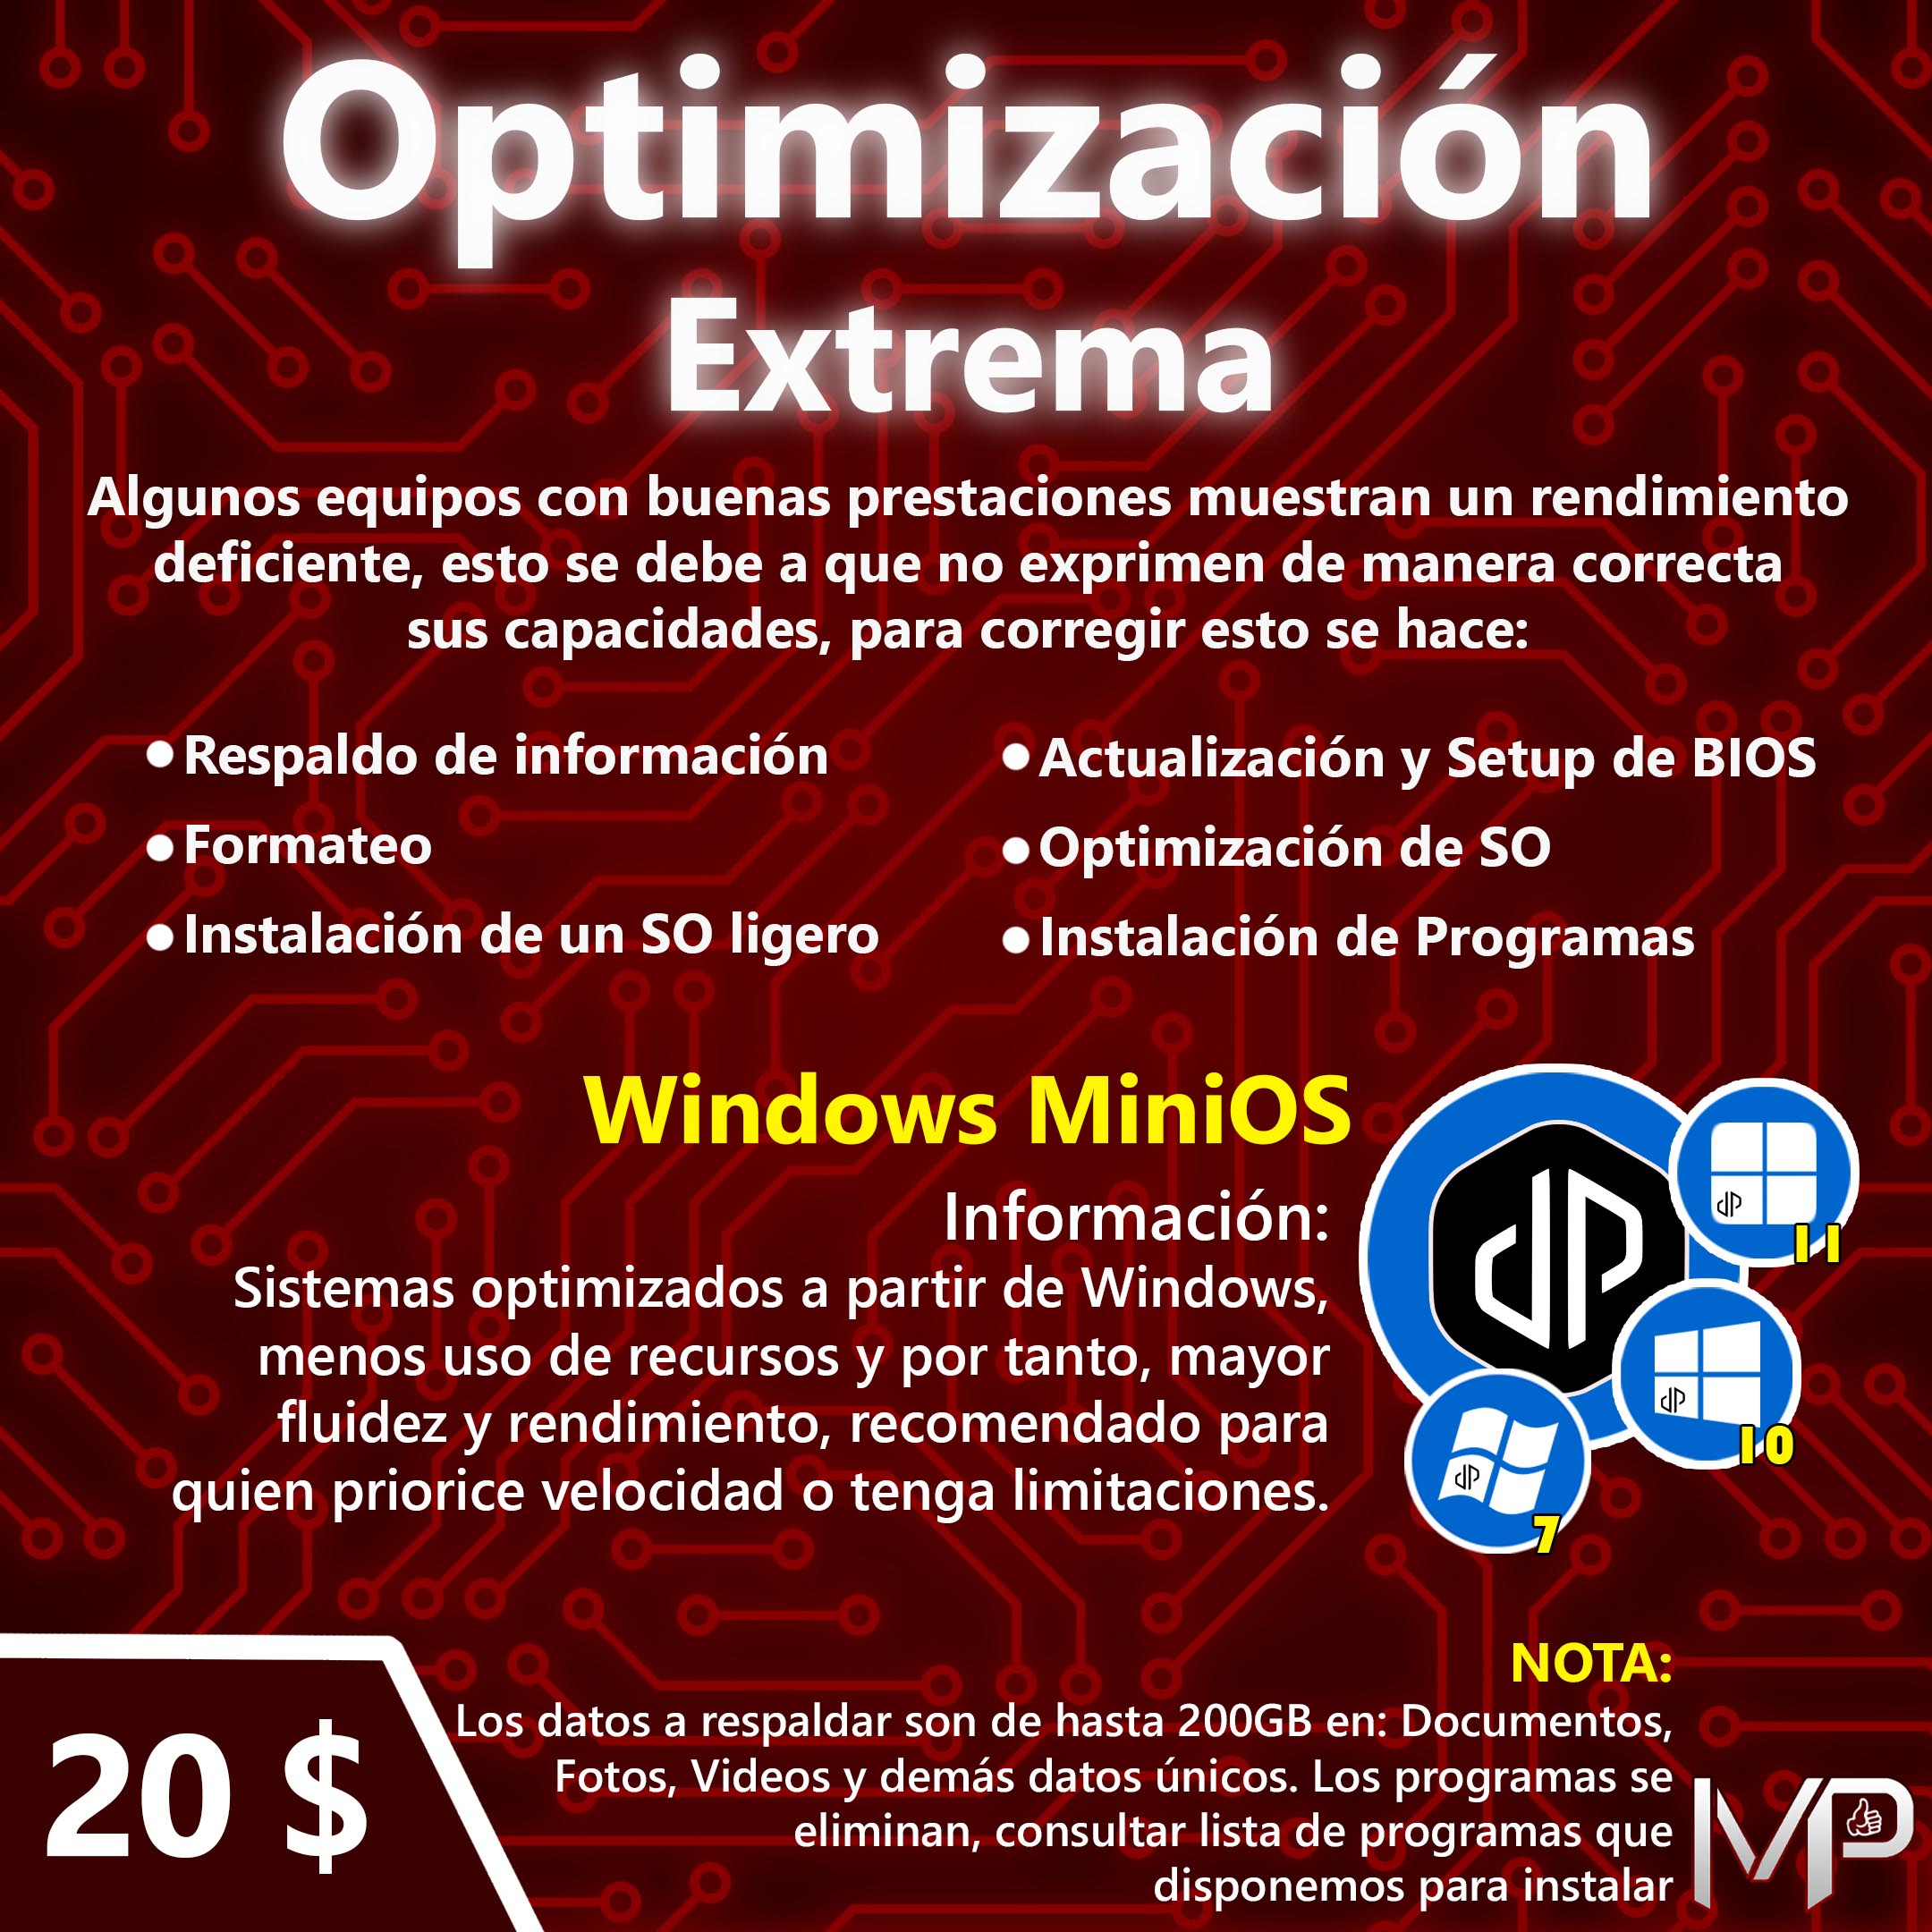 Optimización
Extrema
Algunos equipos con buenas prestaciones muestran un rendimiento
deficiente, esto se debe a que no exprimen de manera correcta
sus capacidades, para corregir esto se hace:
● Respaldo de información
● Formateo
● Instalación de un SO ligero
● Actualización y Setup de BIOS
● Optimización de SO
● Instalación de Programas
Windows MiniOS
Información:
Sistemas optimizados a partir de Windows,
menos uso de recursos y por tanto, mayor
fluidez y rendimiento, recomendado para
quien priorice velocidad o tenga limitaciones.
11
10
7
20 $
NOTA:
Los datos a respaldar son de hasta 200GB en: Documentos,
Fotos, Videos y demás datos únicos. Los programas se
eliminan, consultar lista de programas que
disponemos para instalar
MP